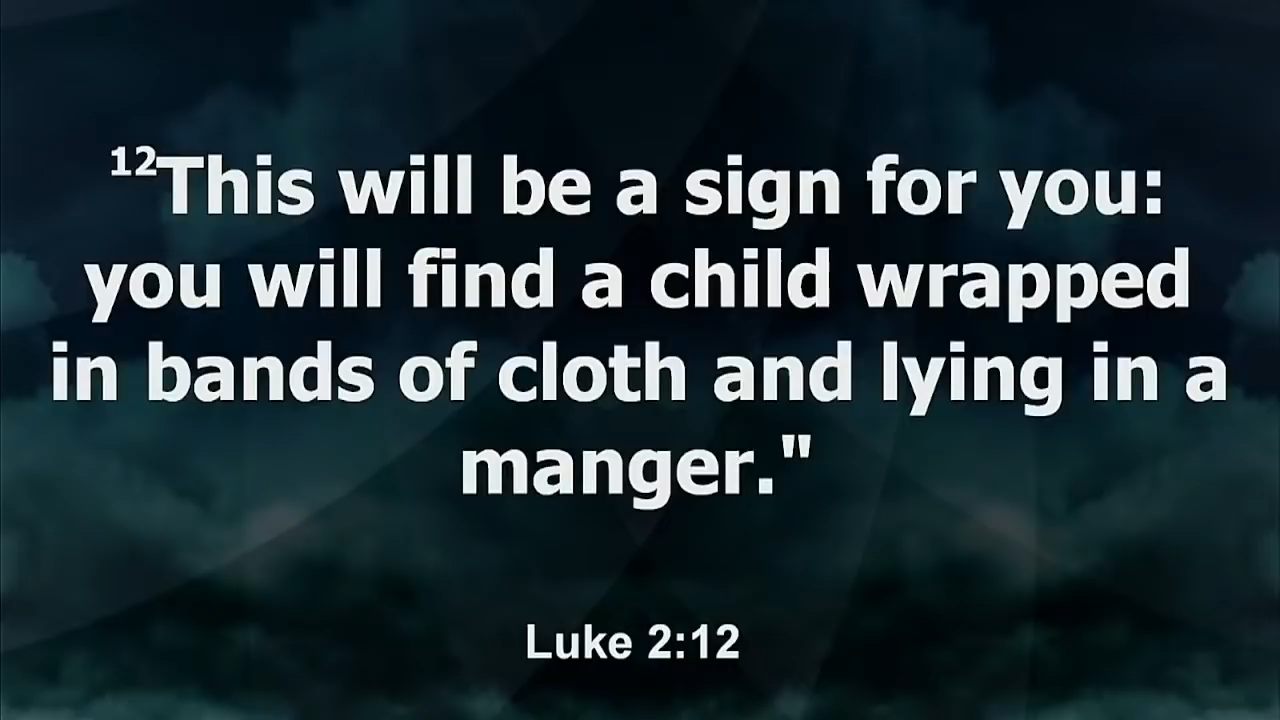 12This will be a sign for you:
you will find a child wrapped
in bands of cloth and lying in a
manger."
Luke 2:12